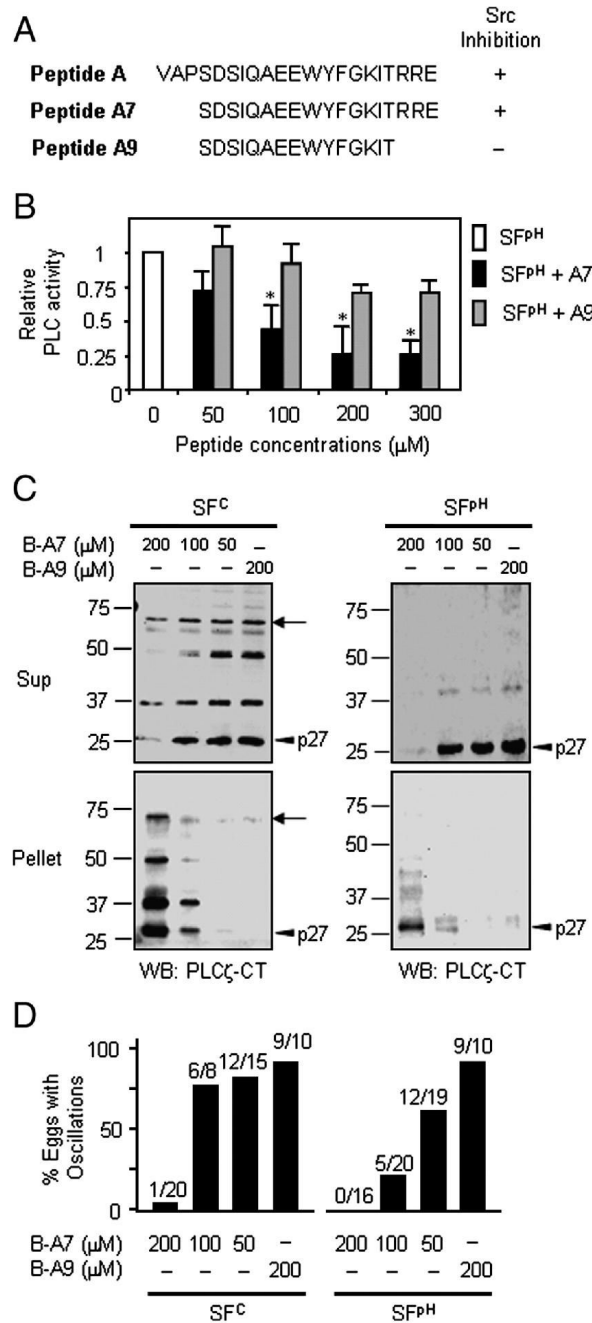 A
Src
Inhibition
Peptide A VAPSDSIQAEEWYFGKITRRE +
Peptide A7 SDSIQAEEWYFGKITRRE +
Peptide A9 SDSIQAEEWYFGKIT –
B
Relative
PLC activity
1
0.75
0.5
0.25
0
* * *
0 50 100 200 300
Peptide concentrations (μM)
SFpH
SFpH + A7
SFpH + A9
C
SFC SFpH
B-A7 (μM) 200 100 50 – 200 100 50 –
B-A9 (μM) – – – 200 – – – 200
Sup
75 50 37 25
p27
75 50 37 25
p27
Pellet
75 50 37 25
p27
75 50 37 25
p27
WB: PLCζ-CT WB: PLCζ-CT
D
% Eggs with
Oscillations
100
50
0
1/20 6/8 12/15 9/10 0/16 5/20 12/19 9/10
B-A7 (μM) 200 100 50 – 200 100 50 –
B-A9 (μM) – – – 200 – – – 200
SFC SFpH